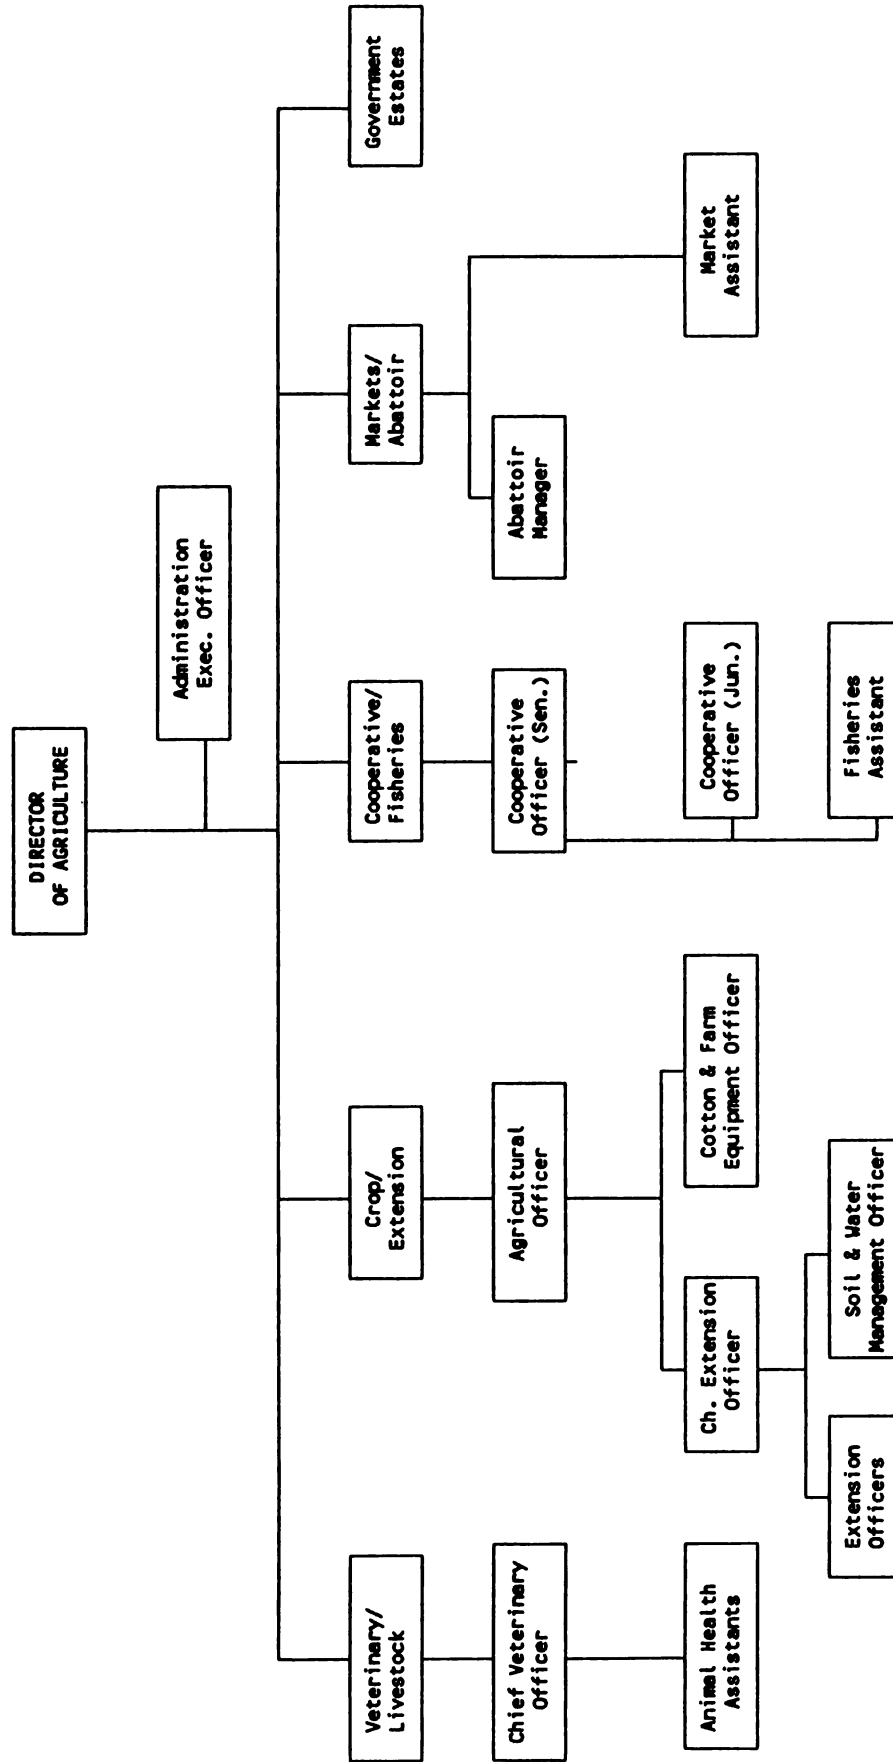 DIRECTOR
OF AGRICULTURE
Administration
Exec. Officer
Veterinary/
Livestock
Crop/
Extension
Cooperative/
Fisheries
Markets/
Abattoir
Government
Estates
Chief Veterinary
Officer
Agricultural
Officer
Cooperative
Officer (Sen.)
Abattoir
Manager
Animal Health
Assistants
Ch. Extension
Officer
Cotton & Farm
Equipment Officer
Cooperative
Officer (Jun.)
Market
Assistant
Extension
Officers
Soil & Water
Management Officer
Fisheries
Assistant